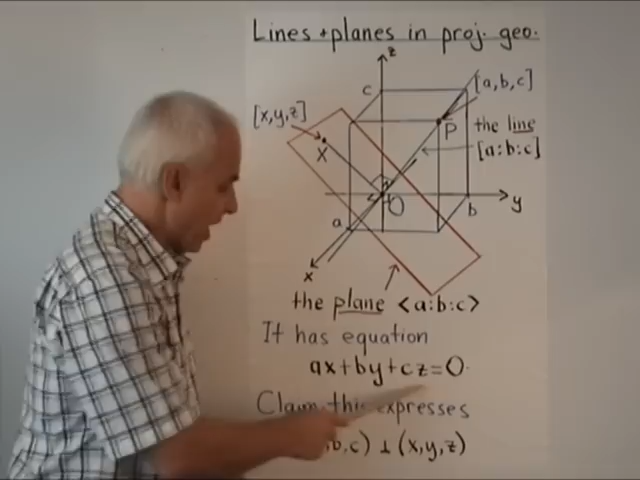 Lines + planes in proj. geo.
z
c
[a,b,c]
[x,y,z]
P
the line
[a:b:c]
X
O
y
b
a
x
the plane <a:b:c>
It has equation
ax+by+cz=0
Claim this expresses
b,c) ⊥ (x,y,z)